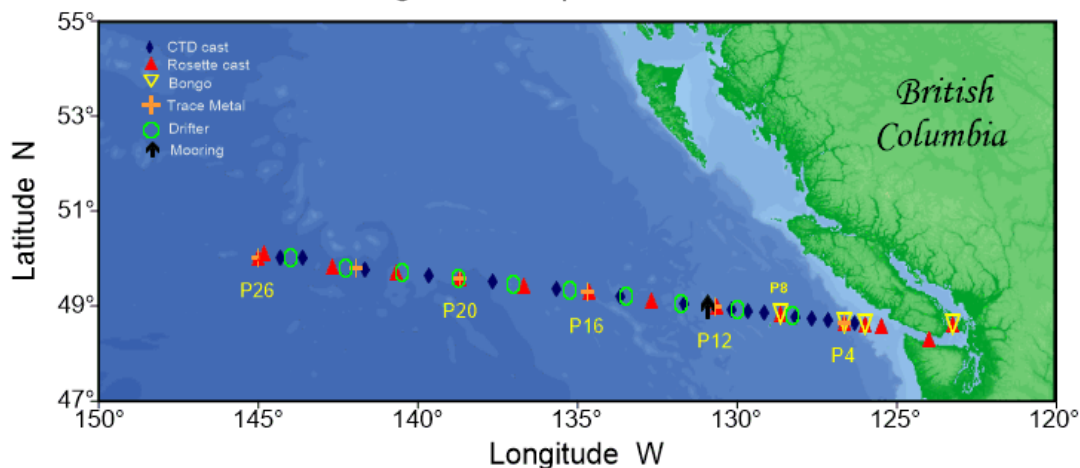 55°
53°
51°
49°
47°
Latitude N
CTD cast
Rosette cast
Bongo
Trace Metal
Drifter
Mooring
British
Columbia
P26
P20
P16
P12
P8
P4
150°
145°
140°
135°
130°
125°
120°
Longitude W